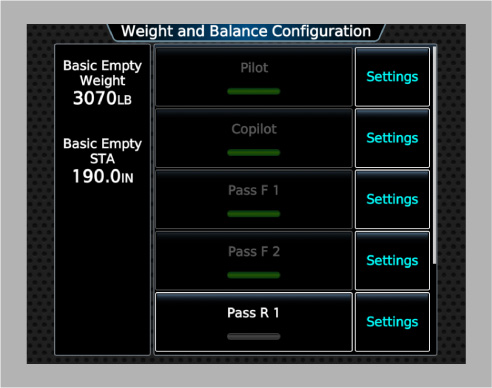 Weight and Balance Configuration
Basic Empty
Weight
3070LB
Basic Empty
STA
190.0IN
Pilot
Settings
Copilot
Settings
Pass F 1
Settings
Pass F 2
Settings
Pass R 1
Settings